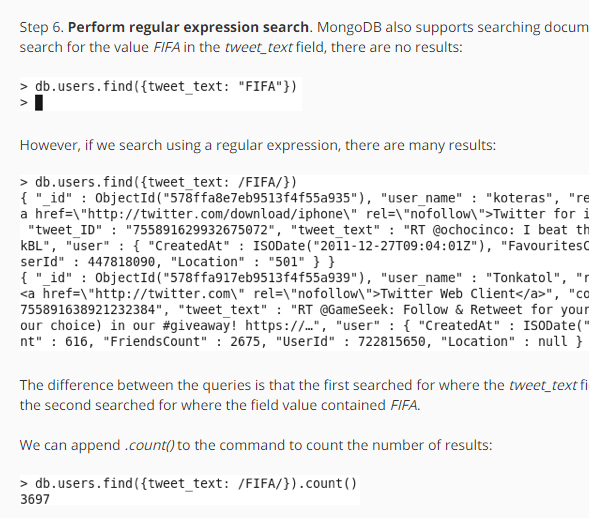 Step 6. Perform regular expression search. MongoDB also supports searching docum
search for the value FIFA in the tweet_text field, there are no results:
> db.users.find({tweet_text: "FIFA"})
>
However, if we search using a regular expression, there are many results:
> db.users.find({tweet_text: /FIFA/})
{ "_id" : ObjectId("578ffa8e7eb9513f4f55a935"), "user_name" : "koteras", "re
a href=\"http://twitter.com/download/iphone\" rel=\"nofollow\">Twitter for i
"tweet_ID" : "755891629932675072", "tweet_text" : "RT @ochocinco: I beat th
kBL", "user" : { "CreatedAt" : ISODate("2011-12-27T09:04:01Z"), "FavouritesC
serId" : 447818090, "Location" : "501" } }
{ "_id" : ObjectId("578ffa917eb9513f4f55a939"), "user_name" : "Tonkatol", "r
<a href=\"http://twitter.com\" rel=\"nofollow\">Twitter Web Client</a>", "co
755891638921232384", "tweet_text" : "RT @GameSeek: Follow & Retweet for your
our choice) in our #giveaway! https://…", "user" : { "CreatedAt" : ISODate("
nt" : 616, "FriendsCount" : 2675, "UserId" : 722815650, "Location" : null }
The difference between the queries is that the first searched for where the tweet_text fi
the second searched for where the field value contained FIFA.
We can append .count() to the command to count the number of results:
> db.users.find({tweet_text: /FIFA/}).count()
3697